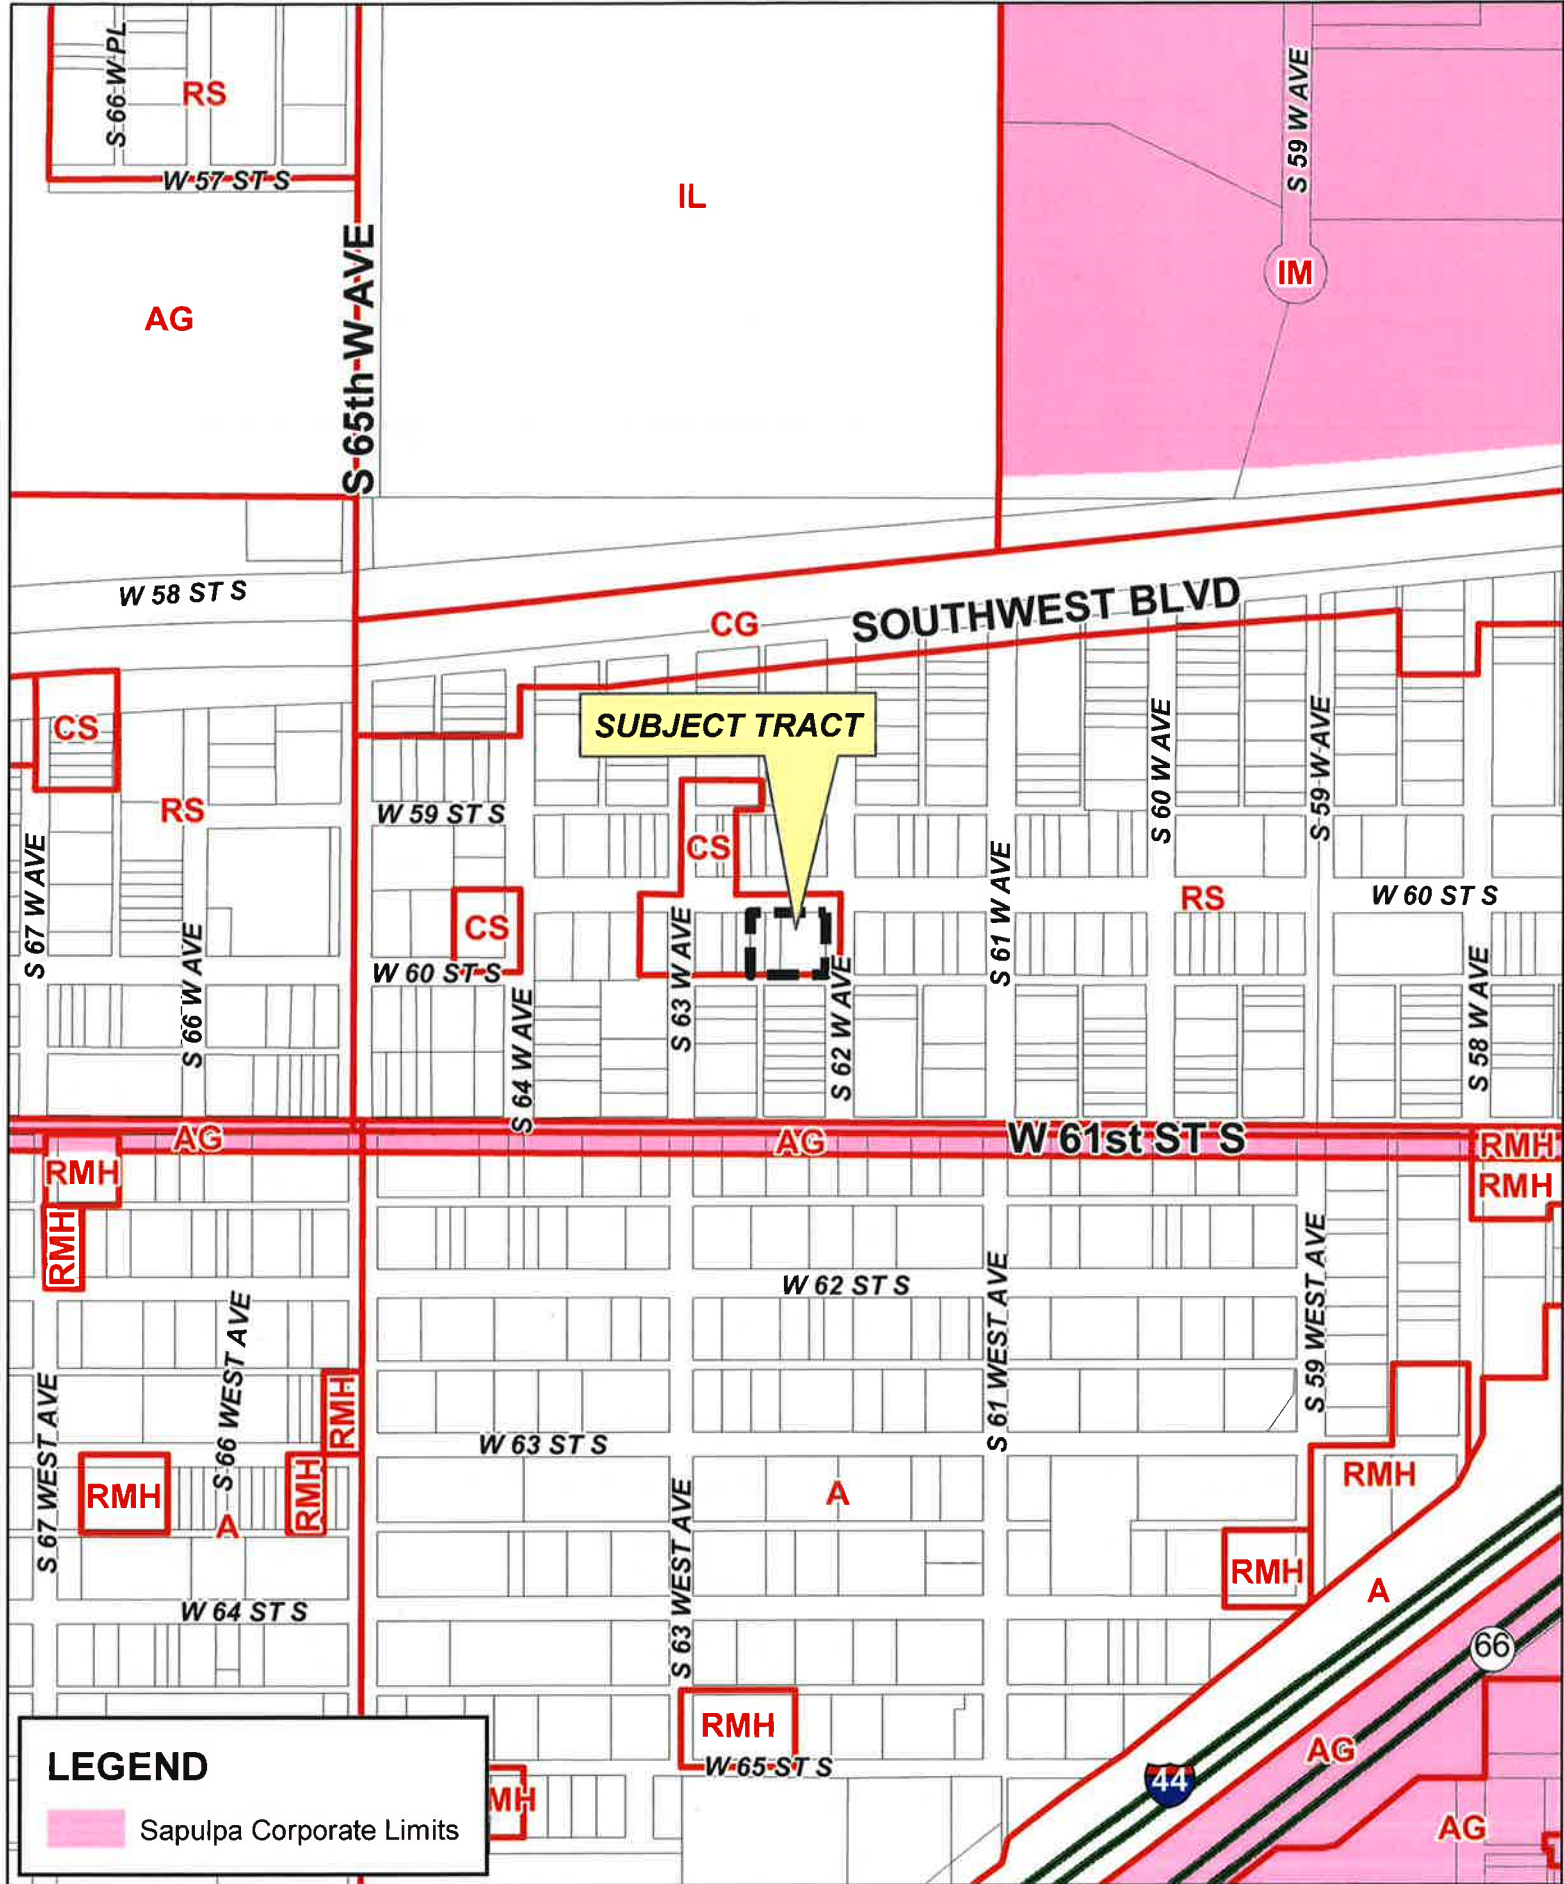 S 66 W PL
RS
W 57 ST S
S 59 W AVE
IL
IM
AG
S 65th W AVE
W 58 ST S
CG
SOUTHWEST BLVD
SUBJECT TRACT
CS
RS
W 59 ST S
CS
S 60 W AVE
S 59 W AVE
S 67 W AVE
S 61 W AVE
RS
W 60 ST S
CS
S 66 W AVE
W 60 ST S
S 63 W AVE
S 62 W AVE
S 64 W AVE
S 58 W AVE
AG
AG
W 61st ST S
RMH
RMH
RMH
RMH
W 62 ST S
S 66 WEST AVE
S 61 WEST AVE
S 59 WEST AVE
S 67 WEST AVE
RMH
W 63 ST S
RMH
RMH
RMH
A
A
S 63 WEST AVE
RMH
A
W 64 ST S
66
RMH
W 65 ST S
AG
44
MH
AG
LEGEND
Sapulpa Corporate Limits